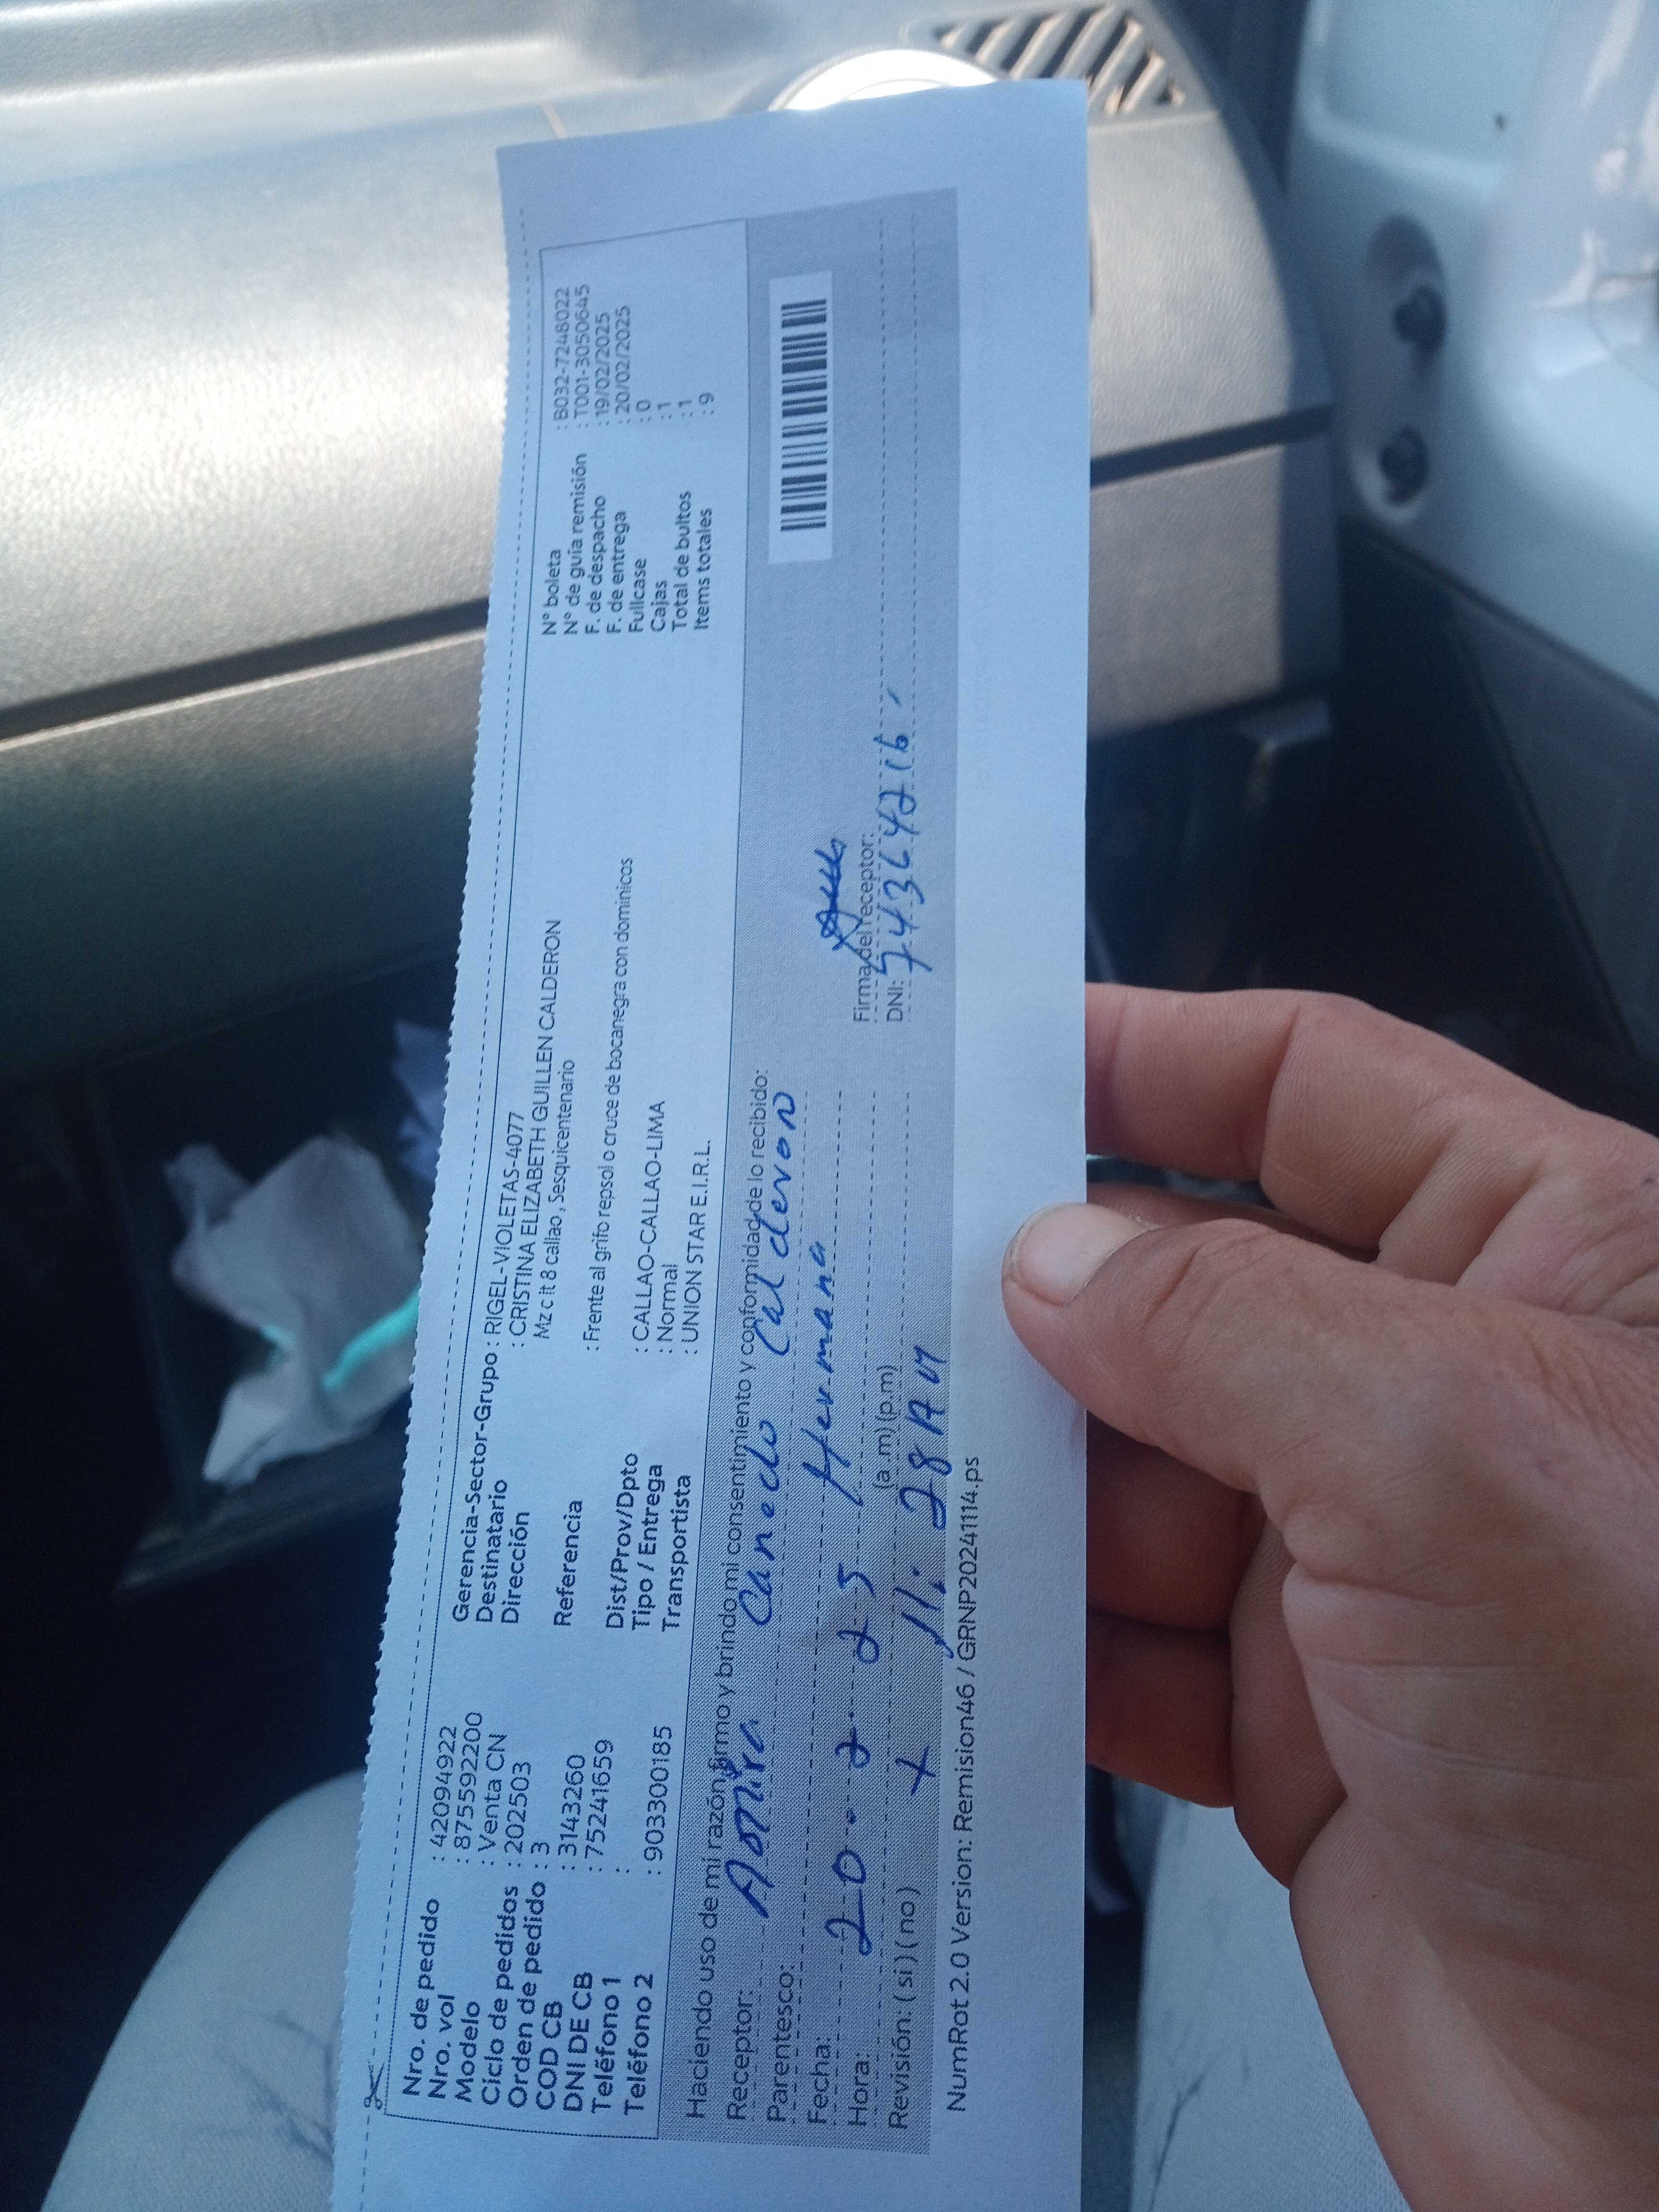 Nro. de pedido : 42094922
Nro. vol : 875592200
Modelo : Venta CN
Ciclo de pedidos : 202503
Orden de pedido : 3
COD CB : 3143260
DNI DE CB : 75241659
Teléfono 1 :
Teléfono 2 : 903300185
Gerencia-Sector-Grupo : RIGEL-VIOLETAS-4077
Destinatario : CRISTINA ELIZABETH GUILLEN CALDERON
Dirección Mz c it 8 callao , Sesquicentenario
Referencia : Frente al grifo repsol o cruce de bocanegra con dominicos
Dist/Prov/Dpto : CALLAO-CALLAO-LIMA
Tipo / Entrega : Normal
Transportista : UNION STAR E.I.R.L.
N° boleta : B032-7248022
N° de guía remisión : T001-3050645
F. de despacho : 19/02/2025
F. de entrega : 20/02/2025
Fullcase : 0
Cajas : 1
Total de bultos : 1
Items totales : 9
Haciendo uso de mi razón firmo y brindo mi consentimiento y conformidad de lo recibido:
Receptor: Canedo Calderon
Parentesco: Hermana
Fecha: 20. 2. 25
Hora: (a.m) (p.m)
11:28 AM
Revisión: ( si ) ( no )
Firma del receptor:
DNI:
NumRot 2.0 Version: Remision46 / GRNP20241114.ps